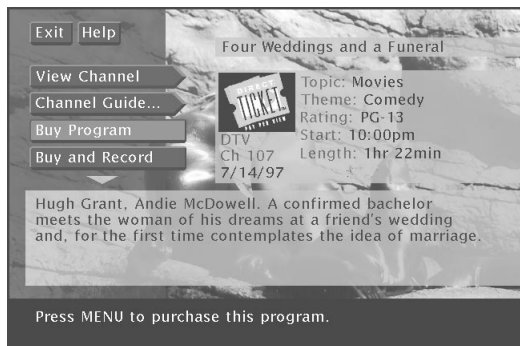 Exit Help
Four Weddings and a Funeral
View Channel
Channel Guide...
Buy Program
Buy and Record
DIRECT
TICKET
PAY PER VIEW
DTV
Ch 107
7/14/97
Topic: Movies
Theme: Comedy
Rating: PG-13
Start: 10:00pm
Length: 1hr 22min
Hugh Grant, Andie McDowell. A confirmed bachelor
meets the woman of his dreams at a friend's wedding
and, for the first time contemplates the idea of marriage.
Press MENU to purchase this program.